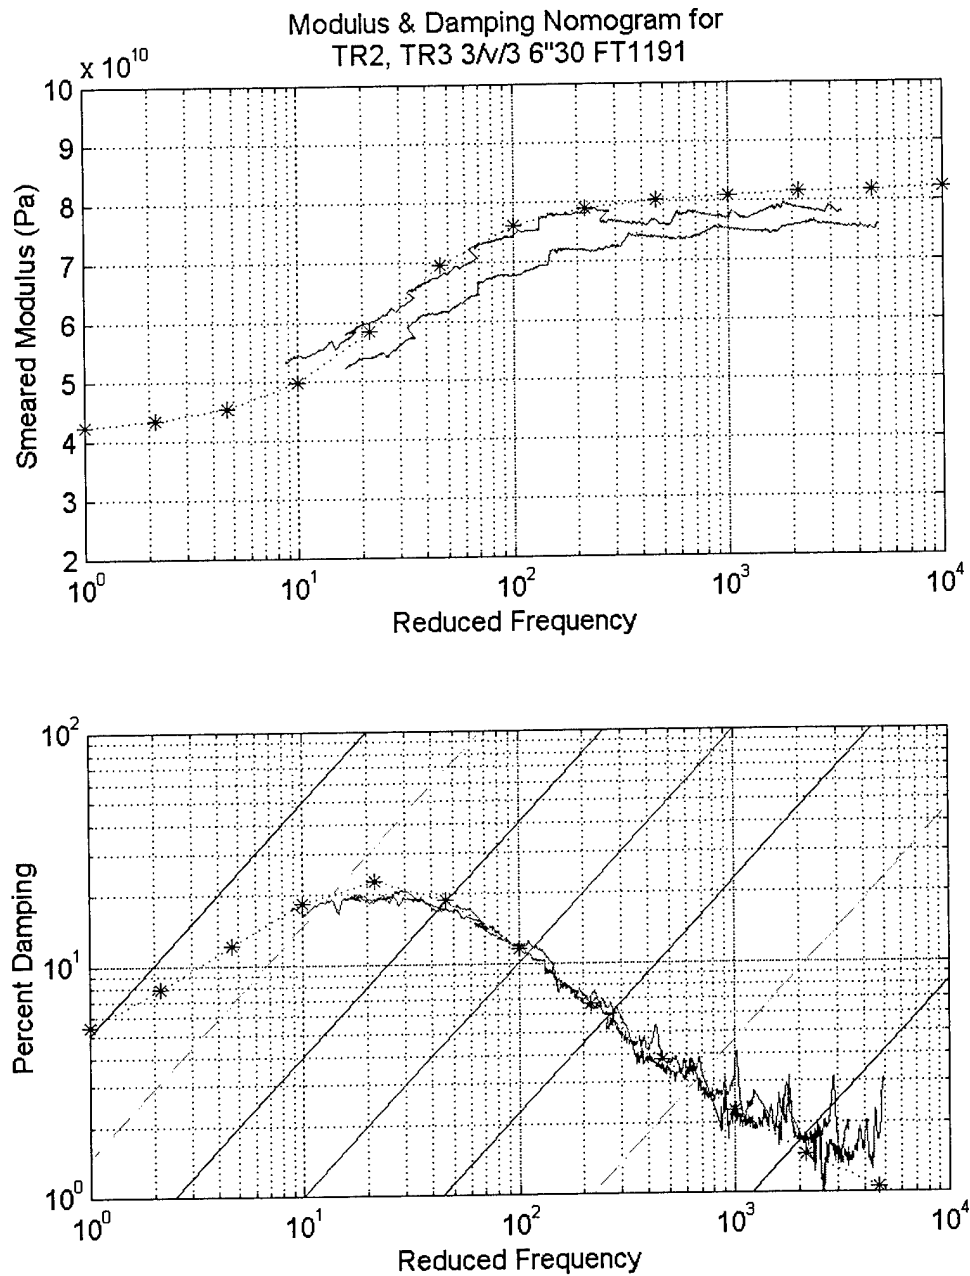 Modulus & Damping Nomogram for
TR2, TR3 3/v/3 6"30 FT1191
x 10^10
10
9
8
7
6
5
4
3
2
Smeared Modulus (Pa)
10^0 10^1 10^2 10^3 10^4
Reduced Frequency
10^2
10^1
10^0
Percent Damping
10^0 10^1 10^2 10^3 10^4
Reduced Frequency